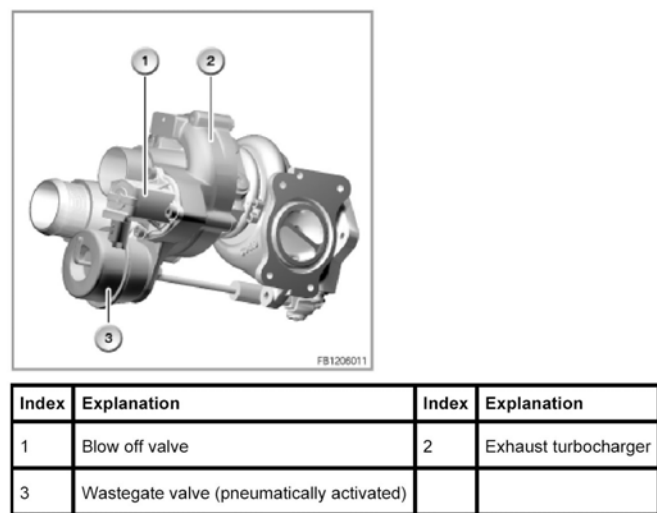 1
2
3
FB1206011
Index Explanation Index Explanation
1 Blow off valve 2 Exhaust turbocharger
3 Wastegate valve (pneumatically activated)